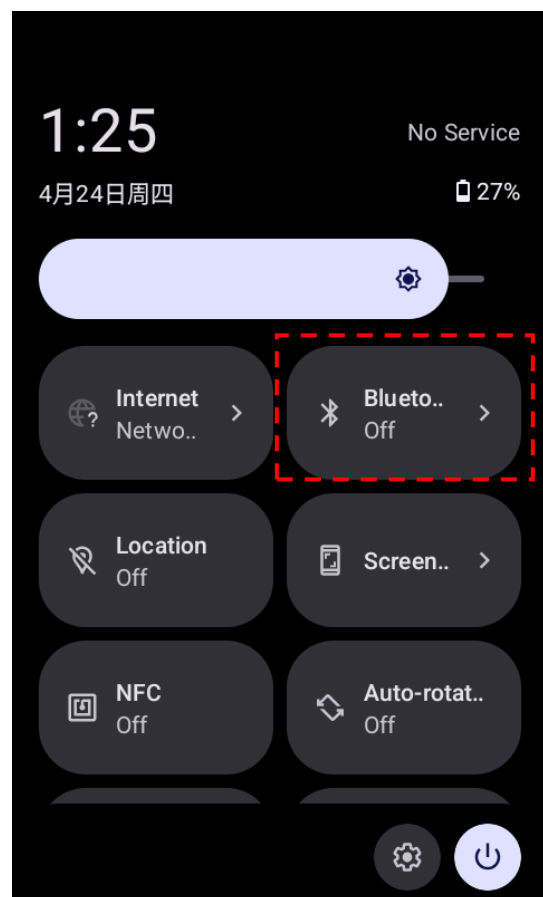 1:25
No Service
4月24日周四
27%
Internet
Netwo..
Blueto..
Off
Location
Off
Screen..
NFC
Off
Auto-rotat..
Off